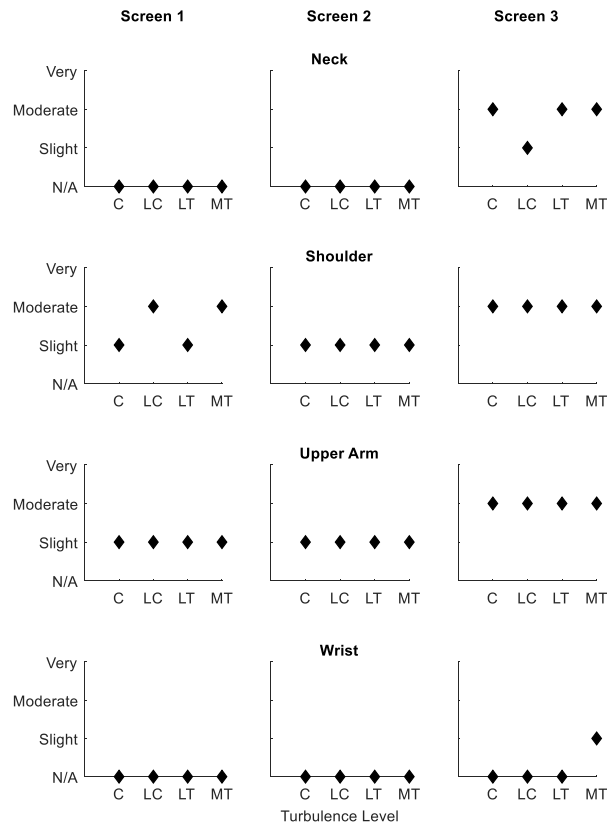 Screen 1 Screen 2 Screen 3
Neck
Very
Moderate
Slight
N/A
C LC LT MT C LC LT MT C LC LT MT
Shoulder
Very
Moderate
Slight
N/A
C LC LT MT C LC LT MT C LC LT MT
Upper Arm
Very
Moderate
Slight
N/A
C LC LT MT C LC LT MT C LC LT MT
Wrist
Very
Moderate
Slight
N/A
C LC LT MT C LC LT MT C LC LT MT
Turbulence Level